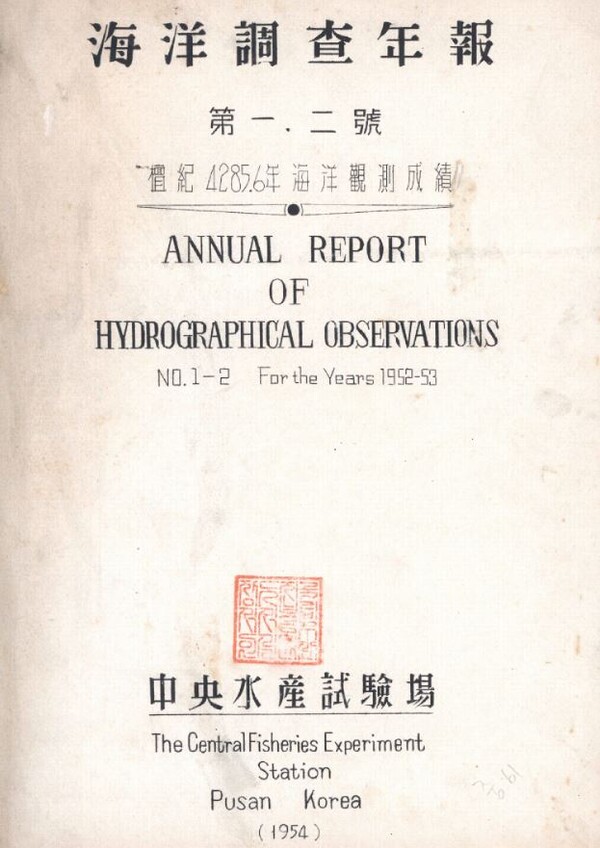 海洋調査年報
第一.二號
檀紀 4285.6年 海洋觀測成績
ANNUAL REPORT
OF
HYDROGRAPHICAL OBSERVATIONS
NO. 1-2 For the Years 1952-53
中央水産試驗場
The Central Fisheries Experiment
Station
Pusan Korea
(1954)